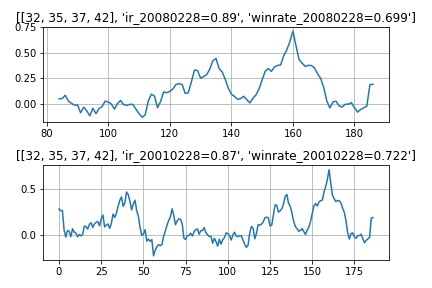 [[32, 35, 37, 42], 'ir_20080228=0.89', 'winrate_20080228=0.699']
0.75
0.50
0.25
0.00
80 100 120 140 160 180
[[32, 35, 37, 42], 'ir_20010228=0.87', 'winrate_20010228=0.722']
0.5
0.0
0 25 50 75 100 125 150 175